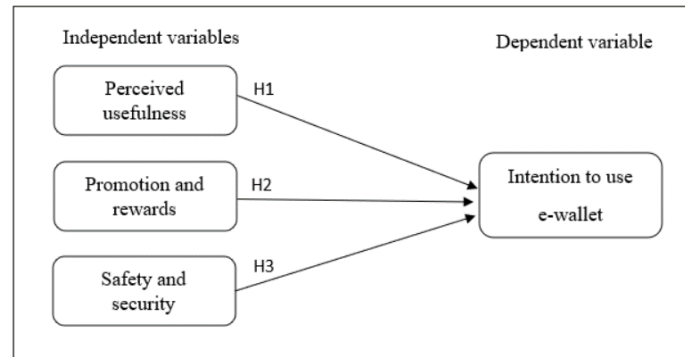 Independent variables
Dependent variable
Perceived
usefulness
H1
Promotion and
rewards
H2
Intention to use
e-wallet
Safety and
security
H3